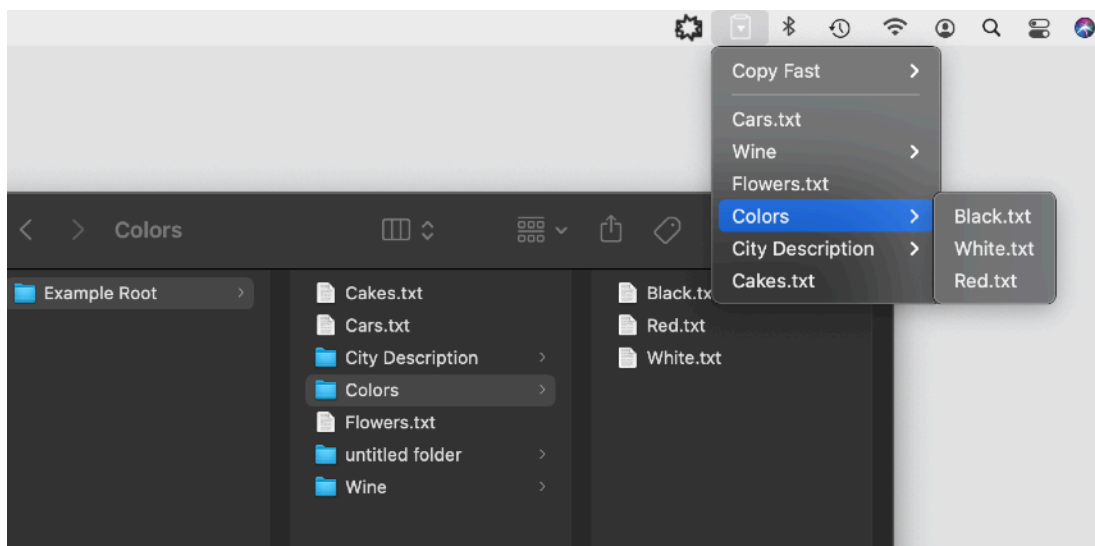 Copy Fast
Cars.txt
Wine
Flowers.txt
Colors
City Description
Cakes.txt
Black.txt
White.txt
Red.txt
Colors
Example Root
Cakes.txt
Cars.txt
City Description
Colors
Flowers.txt
untitled folder
Wine
Black.tx
Red.txt
White.txt